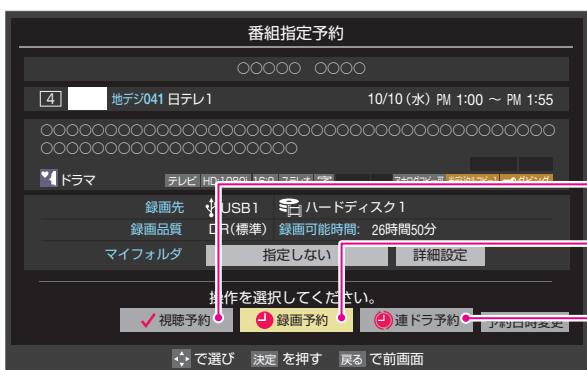 番組指定予約
○○○○○ ○○○○
4 地デジ041 日テレ1 10/10(水) PM 1:00 ~ PM 1:55
○○○○○○○○○○○○○○○○○○○○○○○○○○○○○○○○
○○○○○○○○○○○○○○○○
ドラマ テレビ HD:1080i 16:9 ステレオ 字 ダビング
録画先 USB1 ハードディスク1
録画品質 DR(標準) 録画可能時間: 26時間50分
マイフォルダ 指定しない 詳細設定
操作を選択してください。
視聴予約 録画予約 連ドラ予約 予約日時変更
で選び 決定 を押す 戻る で前画面